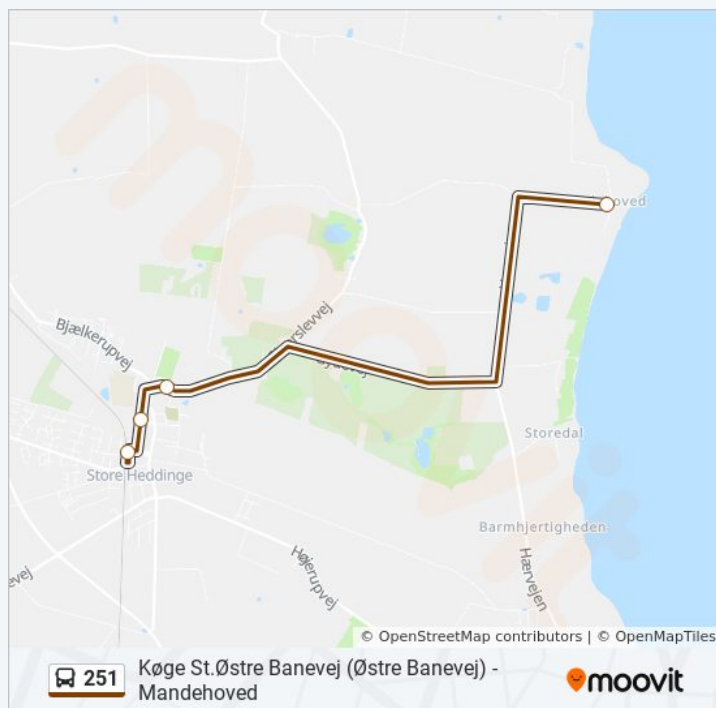 Bjælkerupvej
Storedal
Store Heddinge
Barmhjertigheden
Højerupvej
Hærvejen
© OpenStreetMap contributors | © OpenMapTiles
251
Køge St.Østre Banevej (Østre Banevej) -
Mandehoved
moovit